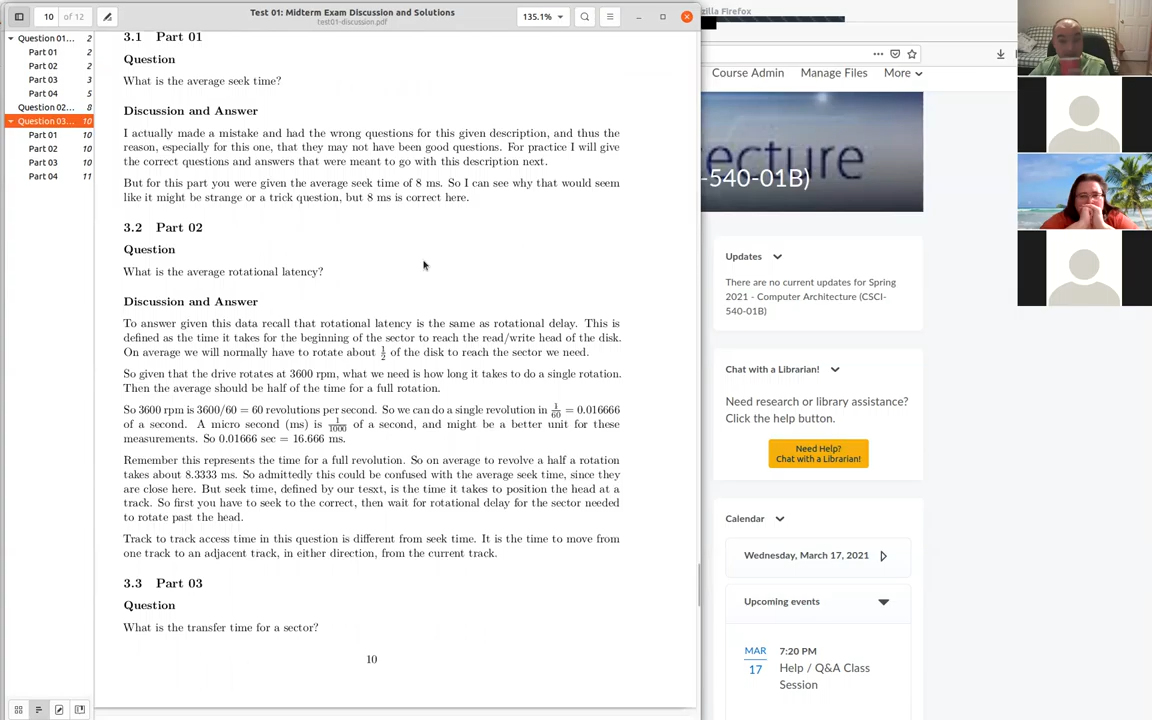 10 of 12
Test 01: Midterm Exam Discussion and Solutions
test01-discussion.pdf
135.1%
Question 01... 2
Part 01 2
Part 02 2
Part 03 3
Part 04 5
Question 02... 8
Question 03... 10
Part 01 10
Part 02 10
Part 03 10
Part 04 11
3.1 Part 01
Question
What is the average seek time?
Discussion and Answer
I actually made a mistake and had the wrong questions for this given description, and thus the
reason, especially for this one, that they may not have been good questions. For practice I will give
the correct questions and answers that were meant to go with this description next.
But for this part you were given the average seek time of 8 ms. So I can see why that would seem
like it might be strange or a trick question, but 8 ms is correct here.
3.2 Part 02
Question
What is the average rotational latency?
Discussion and Answer
To answer given this data recall that rotational latency is the same as rotational delay. This is
defined as the time it takes for the beginning of the sector to reach the read/write head of the disk.
On average we will normally have to rotate about 1/2 of the disk to reach the sector we need.
So given that the drive rotates at 3600 rpm, what we need is how long it takes to do a single rotation.
Then the average should be half of the time for a full rotation.
So 3600 rpm is 3600/60 = 60 revolutions per second. So we can do a single revolution in 1/60 = 0.016666
of a second. A micro second (ms) is 1/1000 of a second, and might be a better unit for these
measurements. So 0.01666 sec = 16.666 ms.
Remember this represents the time for a full revolution. So on average to revolve a half a rotation
takes about 8.3333 ms. So admittedly this could be confused with the average seek time, since they
are close here. But seek time, defined by our tesxt, is the time it takes to position the head at a
track. So first you have to seek to the correct, then wait for rotational delay for the sector needed
to rotate past the head.
Track to track access time in this question is different from seek time. It is the time to move from
one track to an adjacent track, in either direction, from the current track.
3.3 Part 03
Question
What is the transfer time for a sector?
10
zilla Firefox
Course Admin Manage Files More
ecture
-540-01B)
Updates
There are no current updates for Spring
2021 - Computer Architecture (CSCI-
540-01B)
Chat with a Librarian!
Need research or library assistance?
Click the help button.
Need Help?
Chat with a Librarian!
Calendar
Wednesday, March 17, 2021
Upcoming events
MAR
17
7:20 PM
Help / Q&A Class
Session